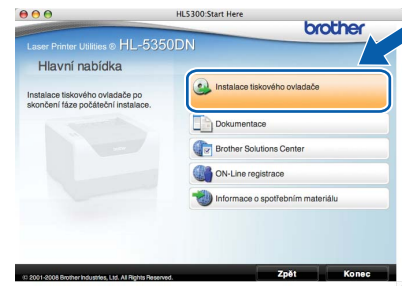 HL5300:Start Here
brother
Laser Printer Utilities ® HL-5350DN
Hlavní nabídka
Instalace tiskového ovladače po
skončení fáze počáteční instalace.
Instalace tiskového ovladače
Dokumentace
Brother Solutions Center
ON-Line registrace
Informace o spotřebním materiálu
© 2001-2008 Brother Industries, Ltd. All Rights Reserved.
Zpět
Konec